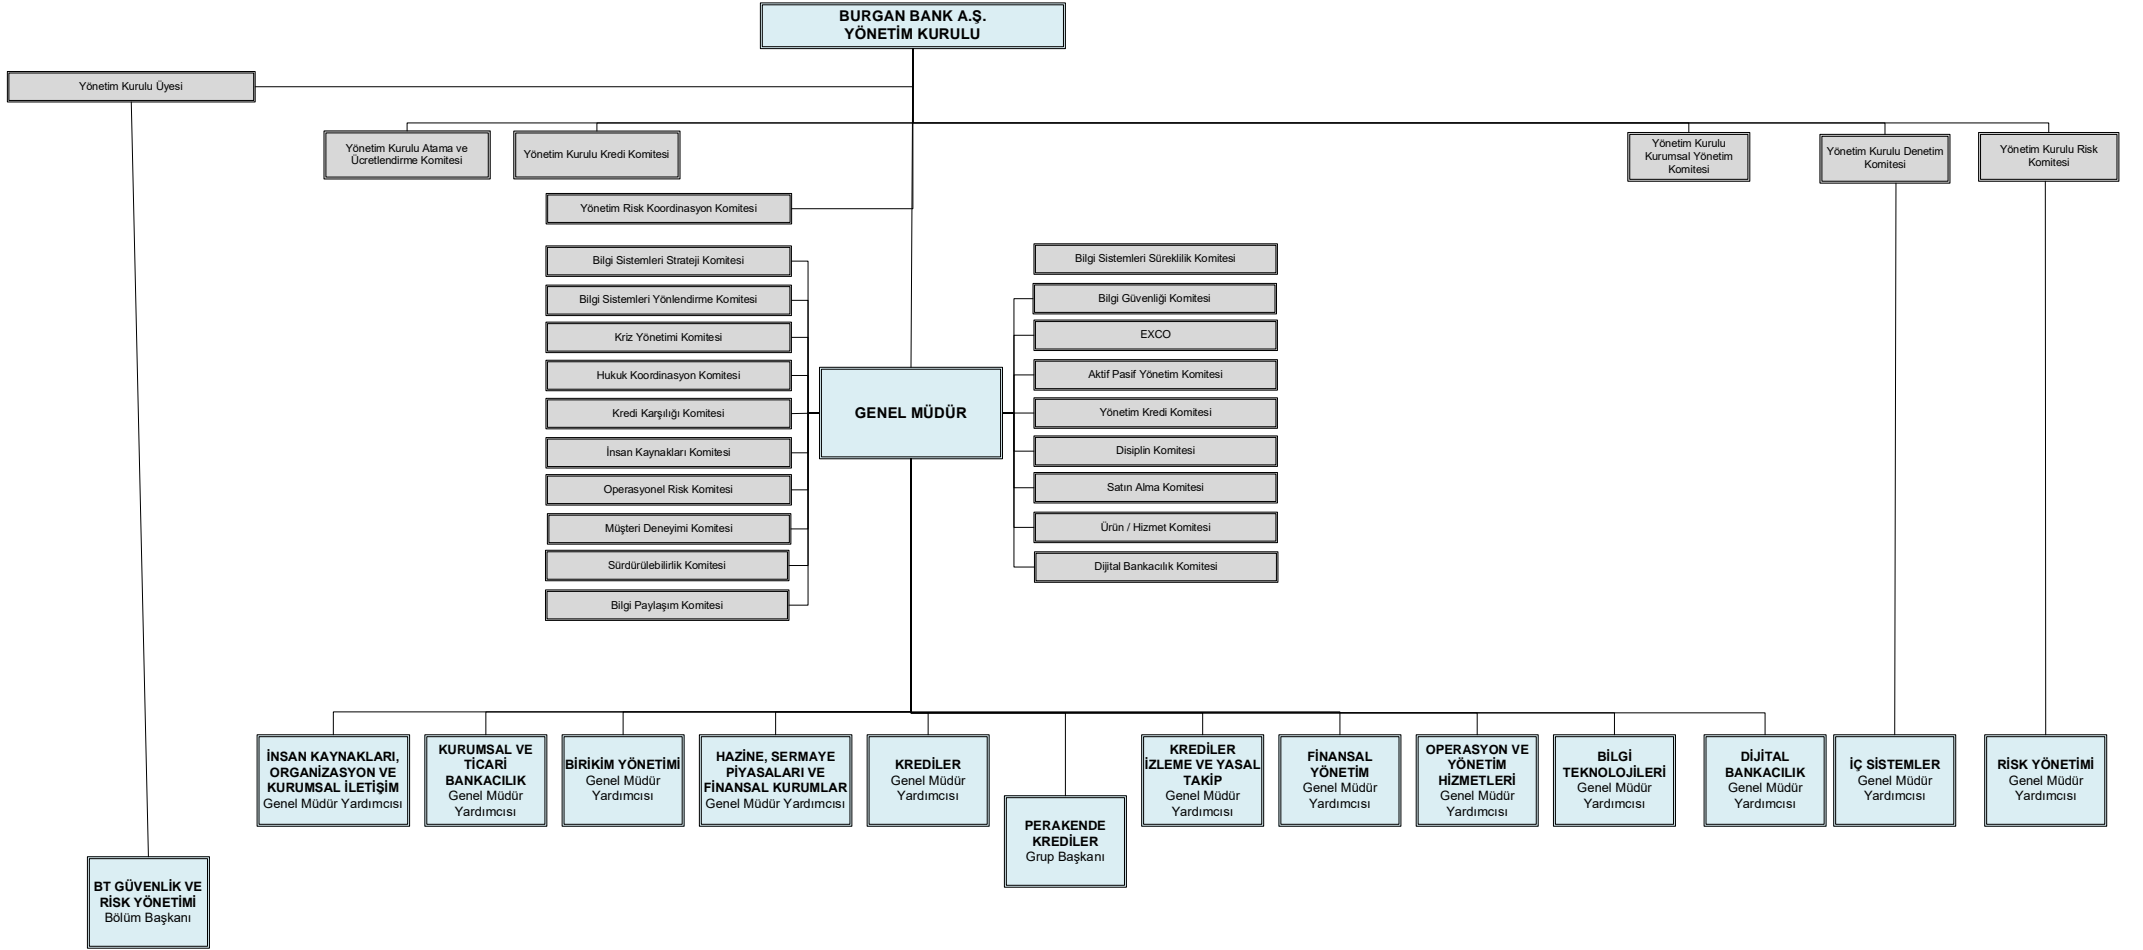 BURGAN BANK A.Ş.
YÖNETİM KURULU
Yönetim Kurulu Üyesi
Yönetim Kurulu Atama ve
Ücretlendirme Komitesi
Yönetim Kurulu Kredi Komitesi
Yönetim Kurulu
Kurumsal Yönetim
Komitesi
Yönetim Kurulu Denetim
Komitesi
Yönetim Kurulu Risk
Komitesi
Yönetim Risk Koordinasyon Komitesi
Bilgi Sistemleri Strateji Komitesi
Bilgi Sistemleri Yönlendirme Komitesi
Kriz Yönetimi Komitesi
Hukuk Koordinasyon Komitesi
Kredi Karşılığı Komitesi
İnsan Kaynakları Komitesi
Operasyonel Risk Komitesi
Müşteri Deneyimi Komitesi
Sürdürülebilirlik Komitesi
Bilgi Paylaşım Komitesi
GENEL MÜDÜR
Bilgi Sistemleri Süreklilik Komitesi
Bilgi Güvenliği Komitesi
EXCO
Aktif Pasif Yönetim Komitesi
Yönetim Kredi Komitesi
Disiplin Komitesi
Satın Alma Komitesi
Ürün / Hizmet Komitesi
Dijital Bankacılık Komitesi
İNSAN KAYNAKLARI,
ORGANİZASYON VE
KURUMSAL İLETİŞİM
Genel Müdür Yardımcısı
KURUMSAL VE
TİCARİ
BANKACILIK
Genel Müdür
Yardımcısı
BİRİKİM YÖNETİMİ
Genel Müdür
Yardımcısı
HAZİNE, SERMAYE
PİYASALARI VE
FİNANSAL KURUMLAR
Genel Müdür Yardımcısı
KREDİLER
Genel Müdür
Yardımcısı
PERAKENDE
KREDİLER
Grup Başkanı
KREDİLER
İZLEME VE YASAL
TAKİP
Genel Müdür
Yardımcısı
FİNANSAL
YÖNETİM
Genel Müdür
Yardımcısı
OPERASYON VE
YÖNETİM
HİZMETLERİ
Genel Müdür
Yardımcısı
BİLGİ
TEKNOLOJİLERİ
Genel Müdür
Yardımcısı
DİJİTAL
BANKACILIK
Genel Müdür
Yardımcısı
İÇ SİSTEMLER
Genel Müdür
Yardımcısı
RİSK YÖNETİMİ
Genel Müdür
Yardımcısı
BT GÜVENLİK VE
RİSK YÖNETİMİ
Bölüm Başkanı